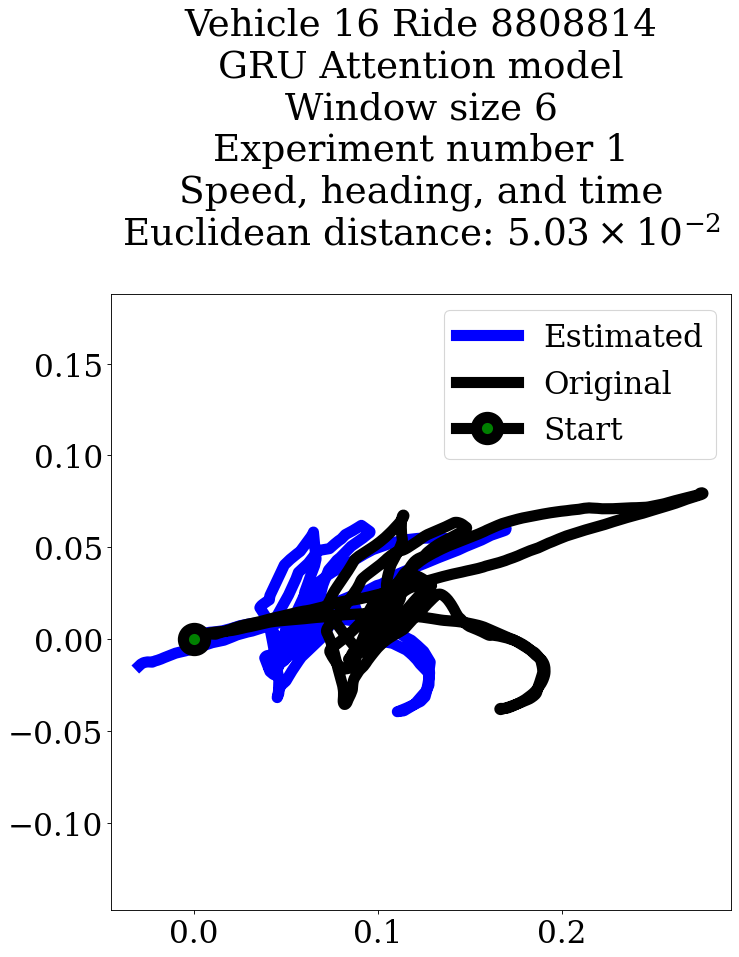 Vehicle 16 Ride 8808814
GRU Attention model
Window size 6
Experiment number 1
Speed, heading, and time
Euclidean distance: 5.03 × 10⁻²
Estimated
Original
Start
0.15
0.10
0.05
0.00
−0.05
−0.10
0.0 0.1 0.2